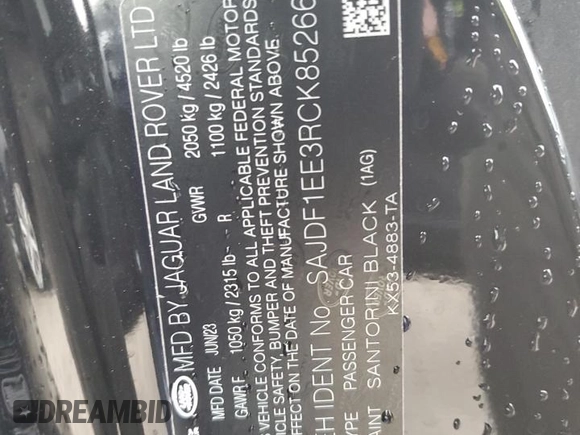 MFD BY JAGUAR LAND ROVER LTD
MFD DATE JUN/23 GVWR 2050 kg / 4520 lb
GAWR F 1050 kg / 2315 lb R 1100 kg / 2426 lb
VEHICLE CONFORMS TO ALL APPLICABLE FEDERAL MOTOR
SAFETY, BUMPER AND THEFT PREVENTION STANDARDS
EFFECT ON THE DATE OF MANUFACTURE SHOWN ABOVE.
IDENT NO SAJDF1EE3RCK85266
PASSENGER-CAR
SANTORINI BLACK (1AG)
KX53-4883-TA
DREAMBID